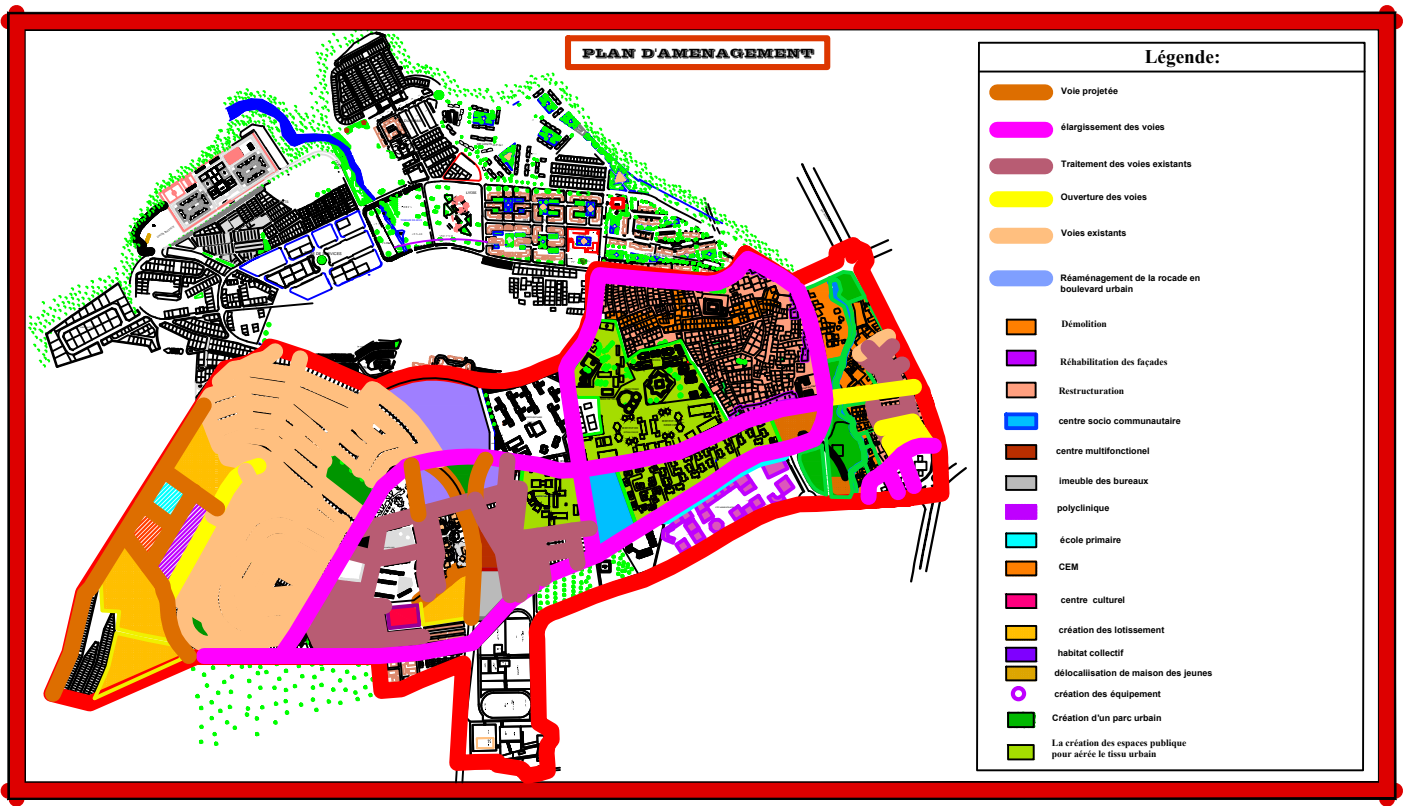 PLAN D'AMENAGEMENT
Légende:
Voie projetée
élargissement des voies
Traitement des voies existants
Ouverture des voies
Voies existants
Réaménagement de la rocade en
boulevard urbain
Démolition
Réhabilitation des façades
Restructuration
centre socio communautaire
centre multifonctionel
imeuble des bureaux
polyclinique
école primaire
CEM
centre culturel
création des lotissement
habitat collectif
délocaliisation de maison des jeunes
création des équipement
Création d'un parc urbain
La création des espaces publique
pour aérée le tissu urbain